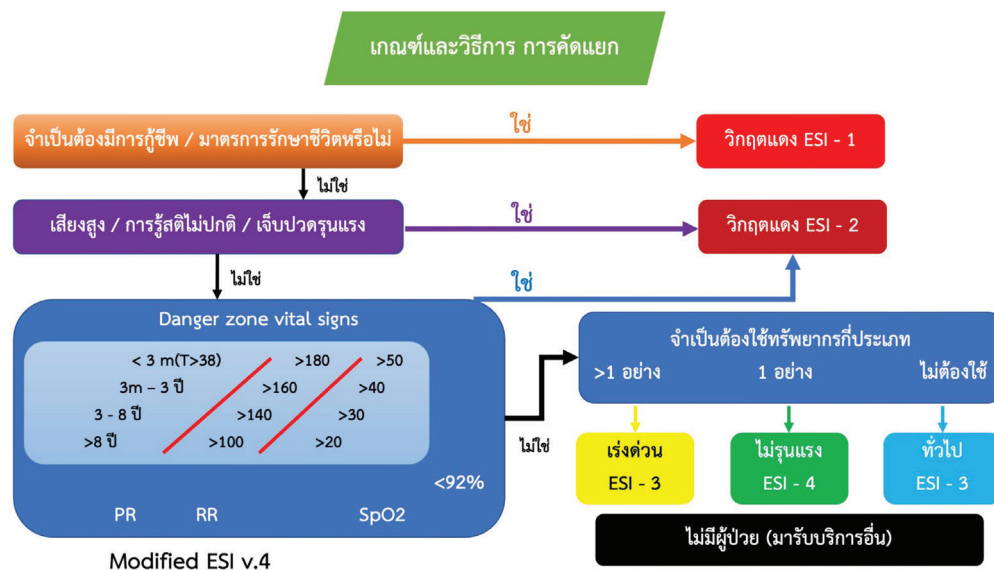 เกณฑ์และวิธีการ การคัดแยก
จำเป็นต้องมีการกู้ชีพ / มาตรการรักษาชีวิตหรือไม่
ใช่
วิกฤตแดง ESI - 1
ไม่ใช่
เสี่ยงสูง / การรู้สติไม่ปกติ / เจ็บปวดรุนแรง
ใช่
วิกฤตแดง ESI - 2
ไม่ใช่
ใช่
Danger zone vital signs
< 3 m(T>38) >180 >50
3m – 3 ปี >160 >40
3 - 8 ปี >140 >30
>8 ปี >100 >20
<92%
PR RR SpO2
Modified ESI v.4
ไม่ใช่
จำเป็นต้องใช้ทรัพยากรกี่ประเภท
>1 อย่าง 1 อย่าง ไม่ต้องใช้
เร่งด่วน
ESI - 3
ไม่รุนแรง
ESI - 4
ทั่วไป
ESI - 3
ไม่มีผู้ป่วย (มารับบริการอื่น)